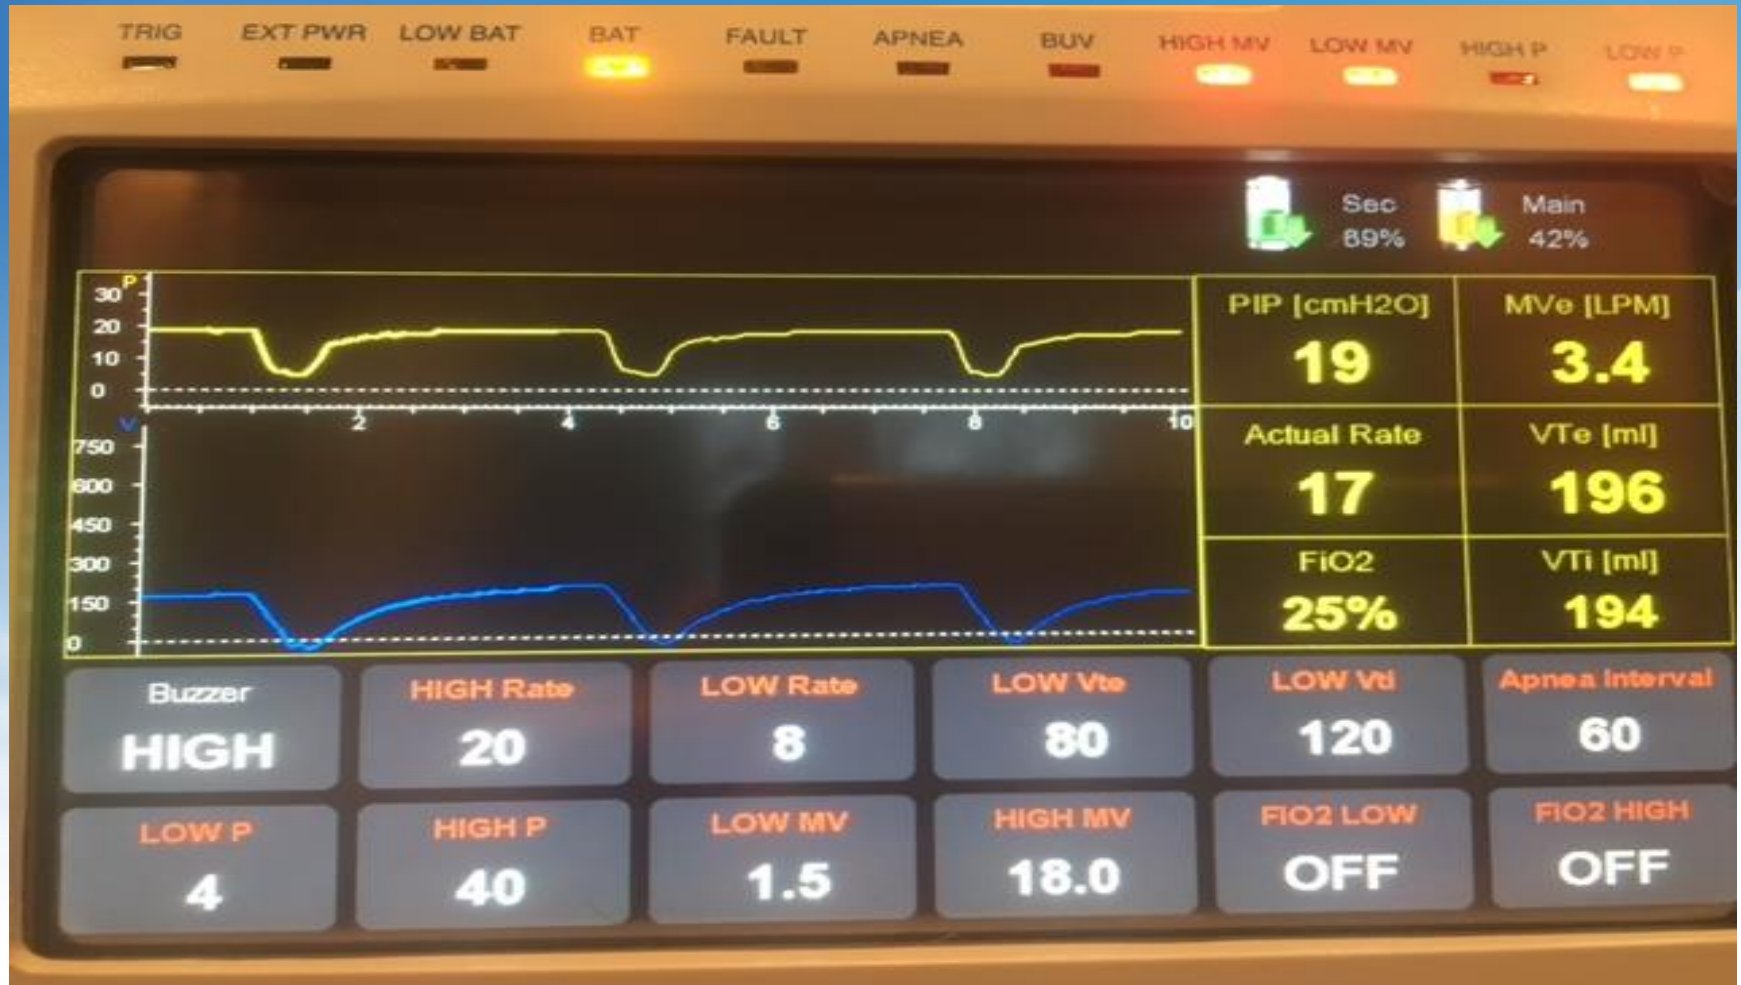 TRIG EXT PWR LOW BAT BAT FAULT APNEA BUV HIGH MV LOW MV HIGH P LOW P
Sec Main
69% 42%
P
30
20
10
0
2 4 6 8 10
V
750
600
450
300
150
0
PIP [cmH2O] MVe [LPM]
19 3.4
Actual Rate VTe [ml]
17 196
FiO2 VTi [ml]
25% 194
Buzzer HIGH Rate LOW Rate LOW Vte LOW Vti Apnea Interval
HIGH 20 8 80 120 60
LOW P HIGH P LOW MV HIGH MV FiO2 LOW FiO2 HIGH
4 40 1.5 18.0 OFF OFF